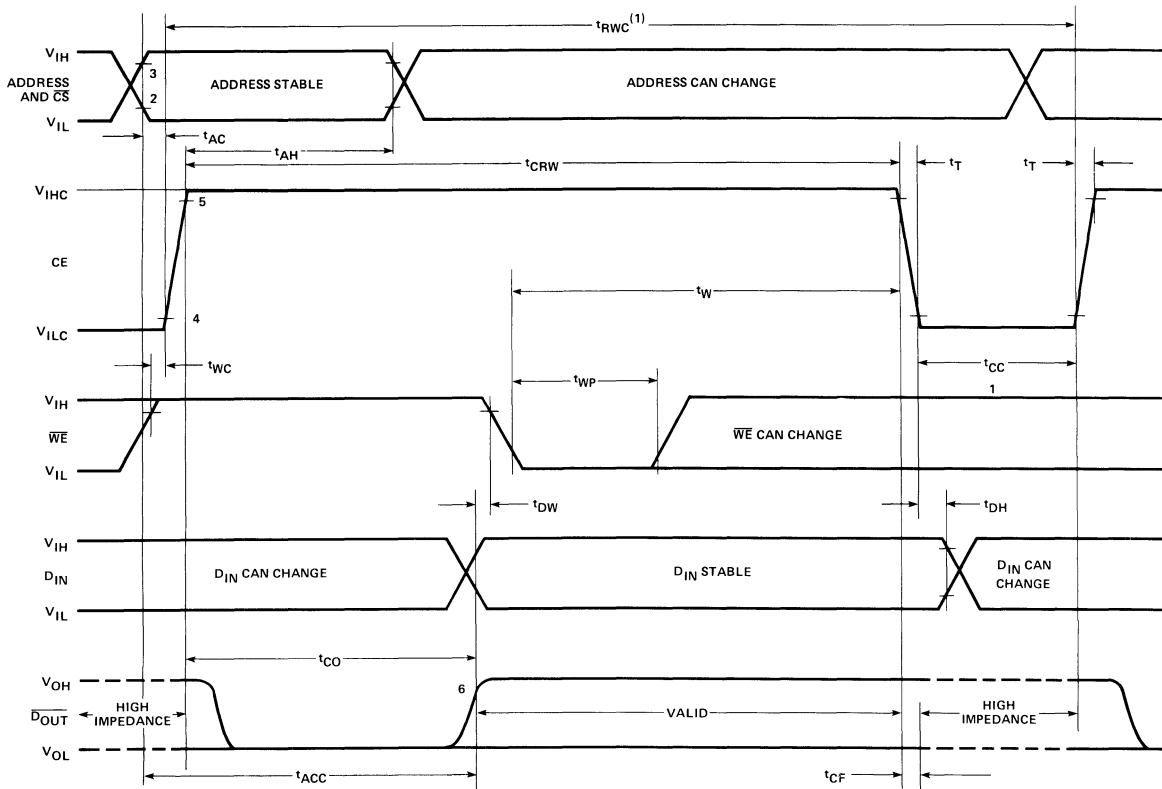 tRWC(1)
VIH
ADDRESS AND CS
VIL
3
2
ADDRESS STABLE
ADDRESS CAN CHANGE
tAC
tAH
tCRW
tT
tT
VIHC
5
CE
tW
4
VILC
tWC
tCC
tWP
1
VIH
WE
WE CAN CHANGE
VIL
tDW
tDH
VIH
DIN
DIN CAN CHANGE
DIN STABLE
DIN CAN
CHANGE
VIL
tCO
VOH
6
HIGH
IMPEDANCE
DOUT
VALID
HIGH
IMPEDANCE
VOL
tACC
tCF